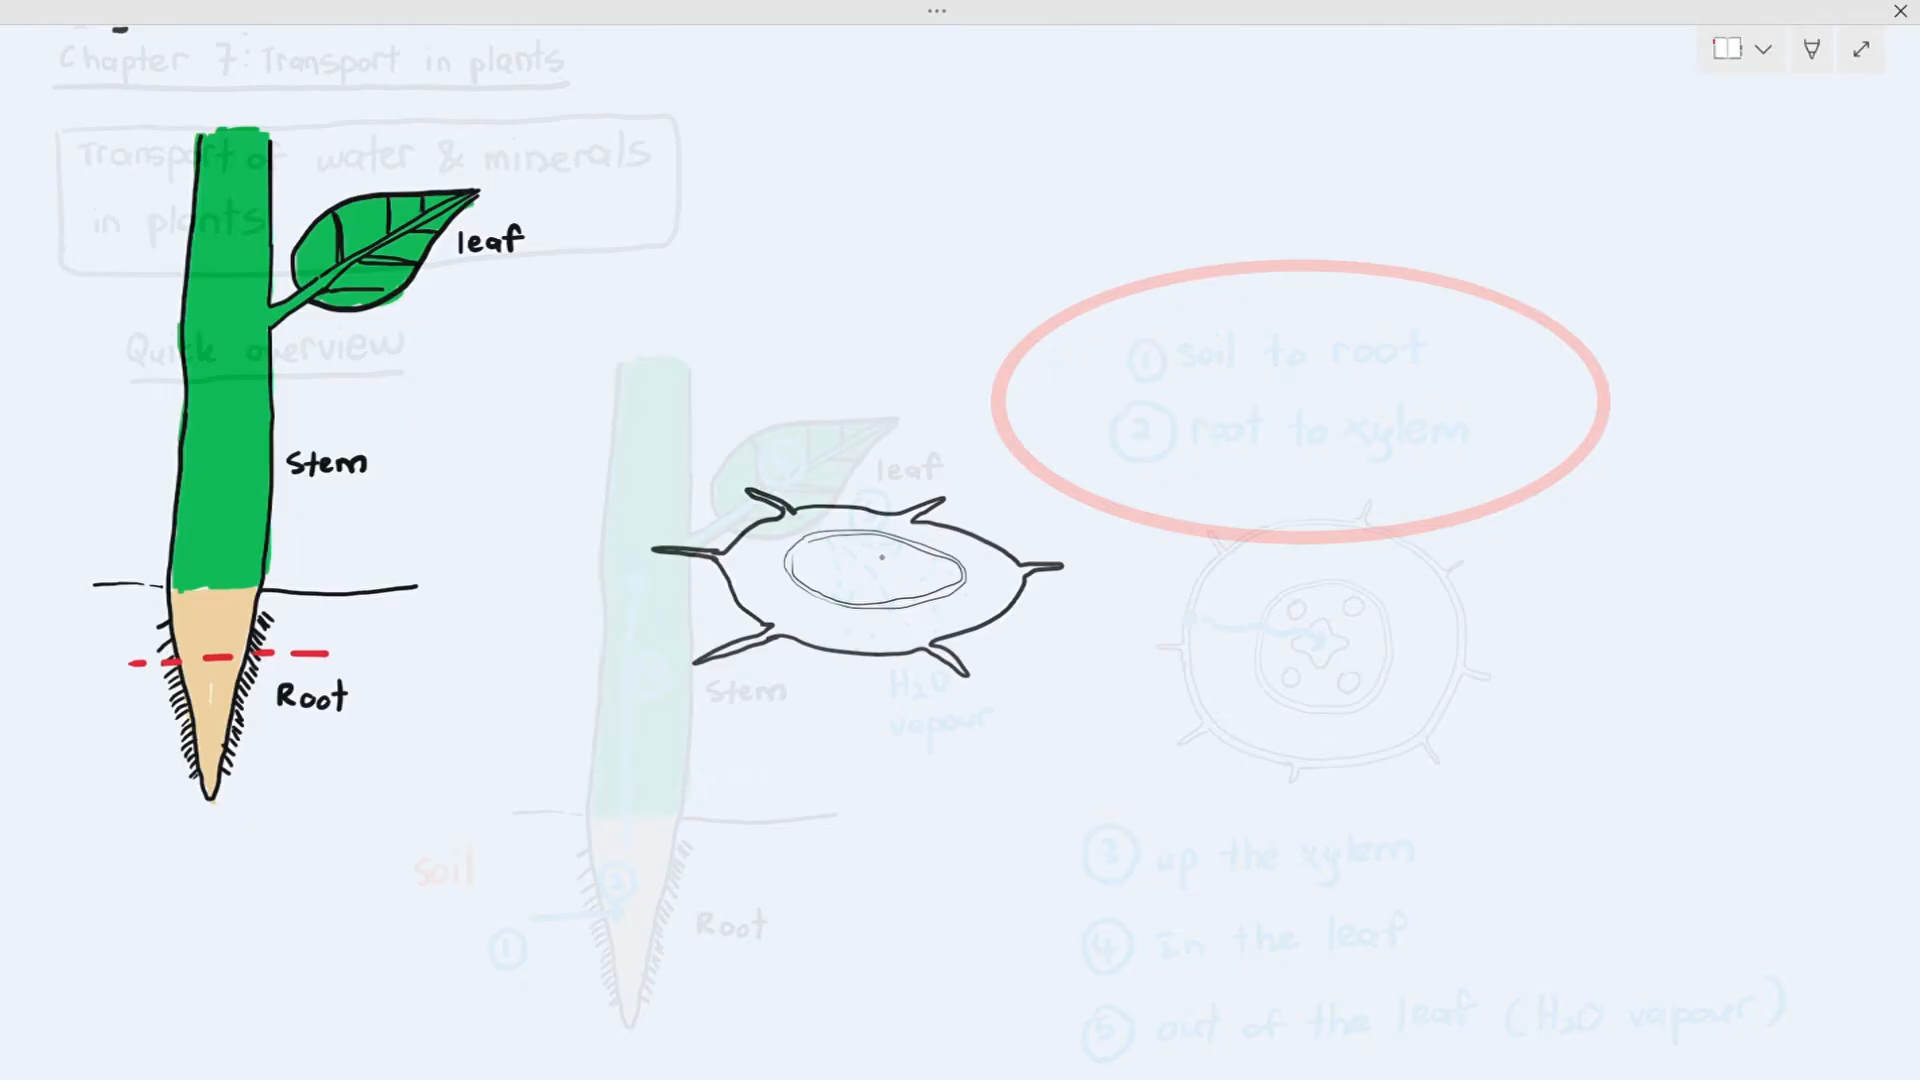 Chapter 7: Transport in plants
Transport of water & minerals
in plants
leaf
Quick overview
Stem
Root
① soil to root
② root to xylem
leaf
Stem
H₂O
vapour
soil
②
①
Root
③ up the xylem
④ in the leaf
⑤ out of the leaf (H₂O vapour)